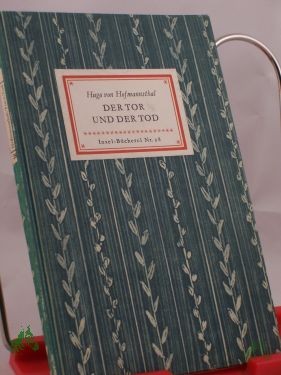 Hugo von Hofmannsthal
DER TOR
UND DER TOD
Insel-Bücherei Nr. 28